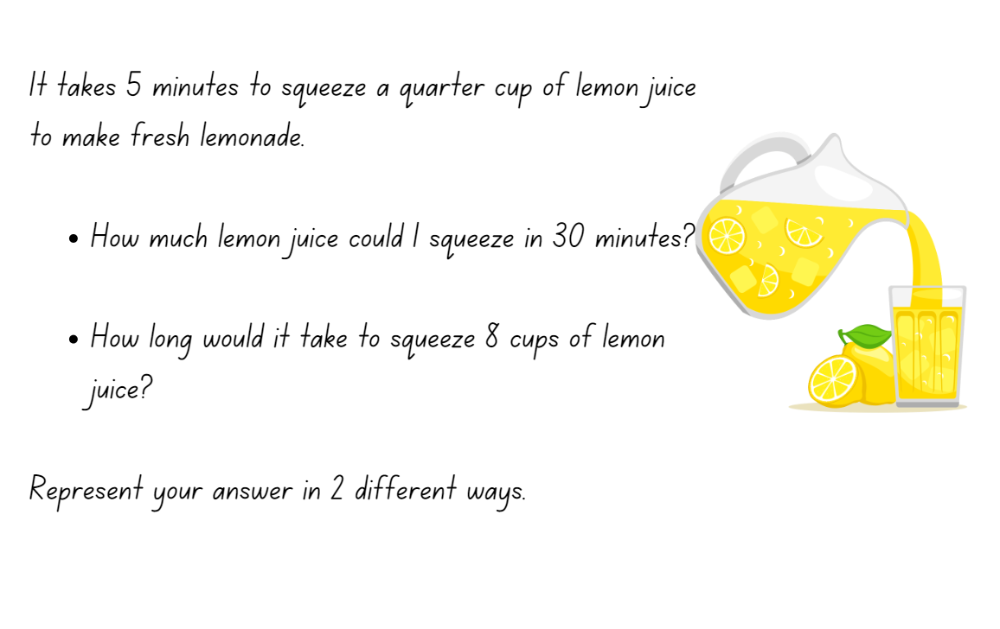 It takes 5 minutes to squeeze a quarter cup of lemon juice
to make fresh lemonade.
• How much lemon juice could I squeeze in 30 minutes?
• How long would it take to squeeze 8 cups of lemon
juice?
Represent your answer in 2 different ways.